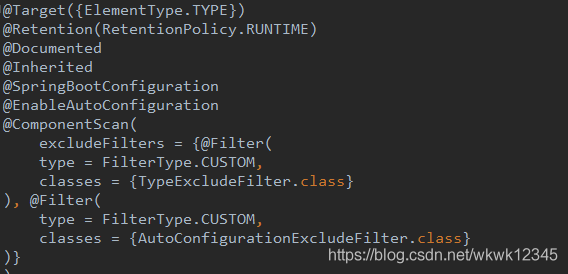 @Target({ElementType.TYPE})
@Retention(RetentionPolicy.RUNTIME)
@Documented
@Inherited
@SpringBootConfiguration
@EnableAutoConfiguration
@ComponentScan(
    excludeFilters = {@Filter(
    type = FilterType.CUSTOM,
    classes = {TypeExcludeFilter.class}
), @Filter(
    type = FilterType.CUSTOM,
    classes = {AutoConfigurationExcludeFilter.class}
)}
https://blog.csdn.net/wkwk12345